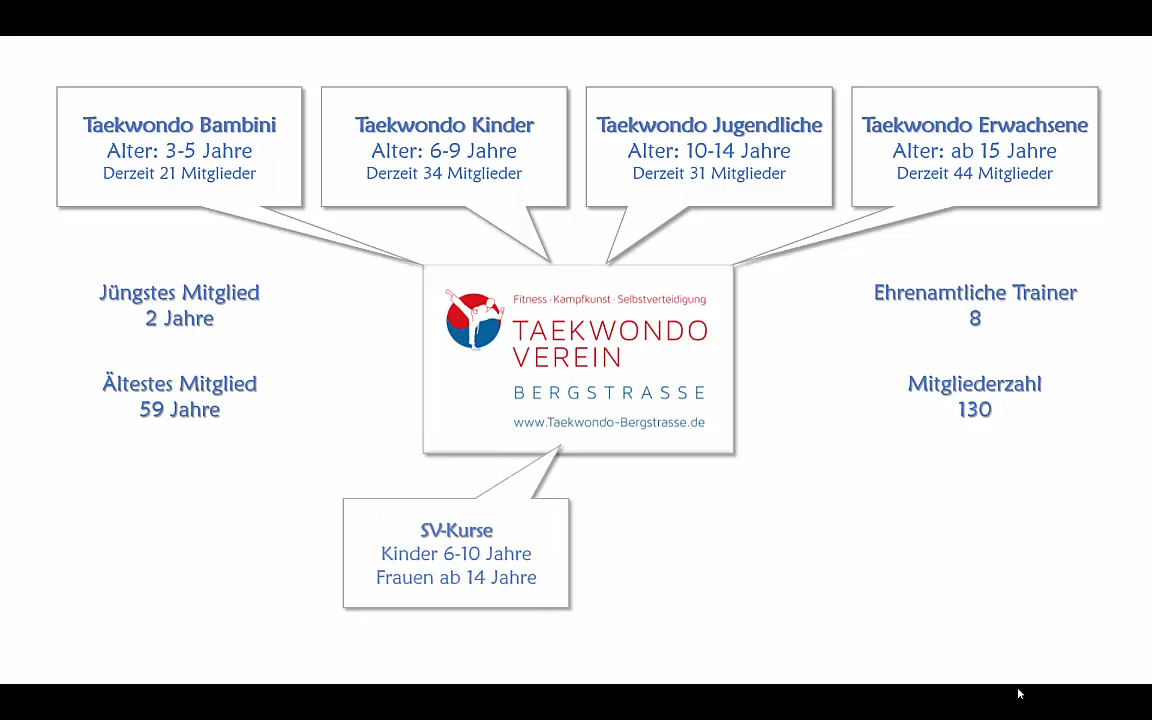 Taekwondo Bambini
Alter: 3-5 Jahre
Derzeit 21 Mitglieder
Taekwondo Kinder
Alter: 6-9 Jahre
Derzeit 34 Mitglieder
Taekwondo Jugendliche
Alter: 10-14 Jahre
Derzeit 31 Mitglieder
Taekwondo Erwachsene
Alter: ab 15 Jahre
Derzeit 44 Mitglieder
Jüngstes Mitglied
2 Jahre
Ältestes Mitglied
59 Jahre
Fitness · Kampfkunst · Selbstverteidigung
TAEKWONDO
VEREIN
BERGSTRASSE
www.Taekwondo-Bergstrasse.de
Ehrenamtliche Trainer
8
Mitgliederzahl
130
SV-Kurse
Kinder 6-10 Jahre
Frauen ab 14 Jahre